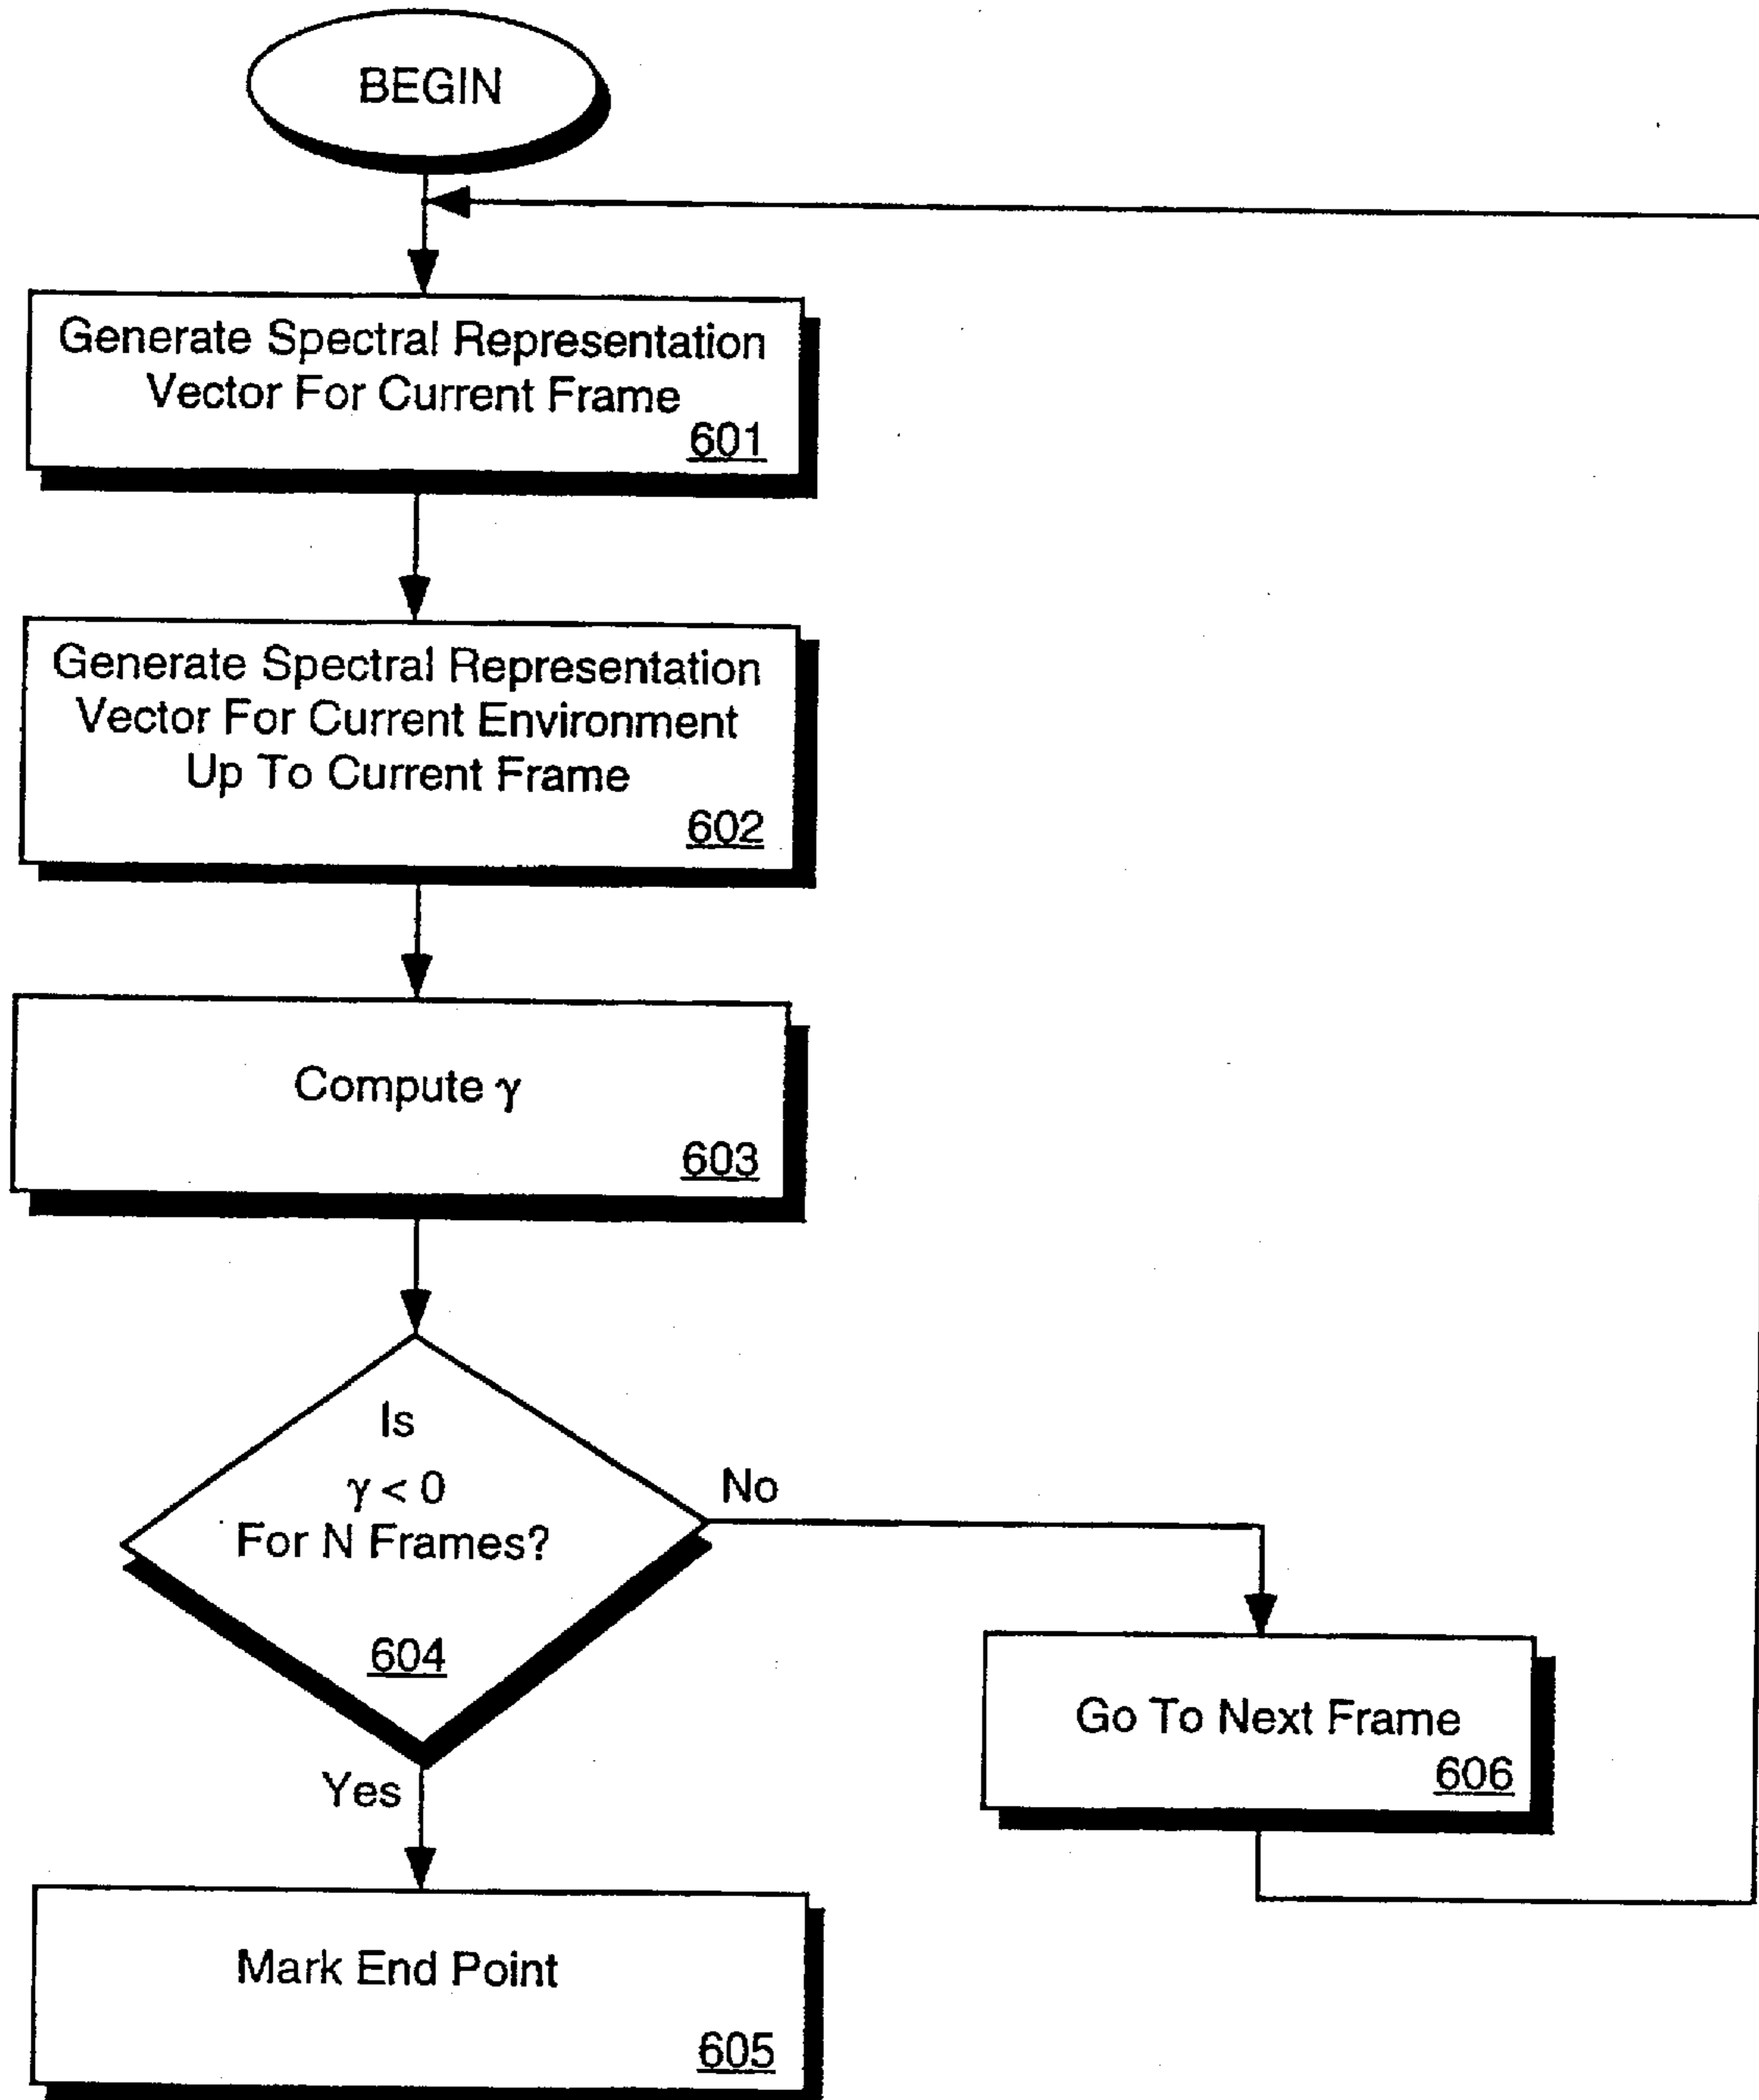 BEGIN
Generate Spectral Representation
Vector For Current Frame
601
Generate Spectral Representation
Vector For Current Environment
Up To Current Frame
602
Compute γ
603
Is
γ < 0
For N Frames?
604
No
Yes
Go To Next Frame
606
Mark End Point
605